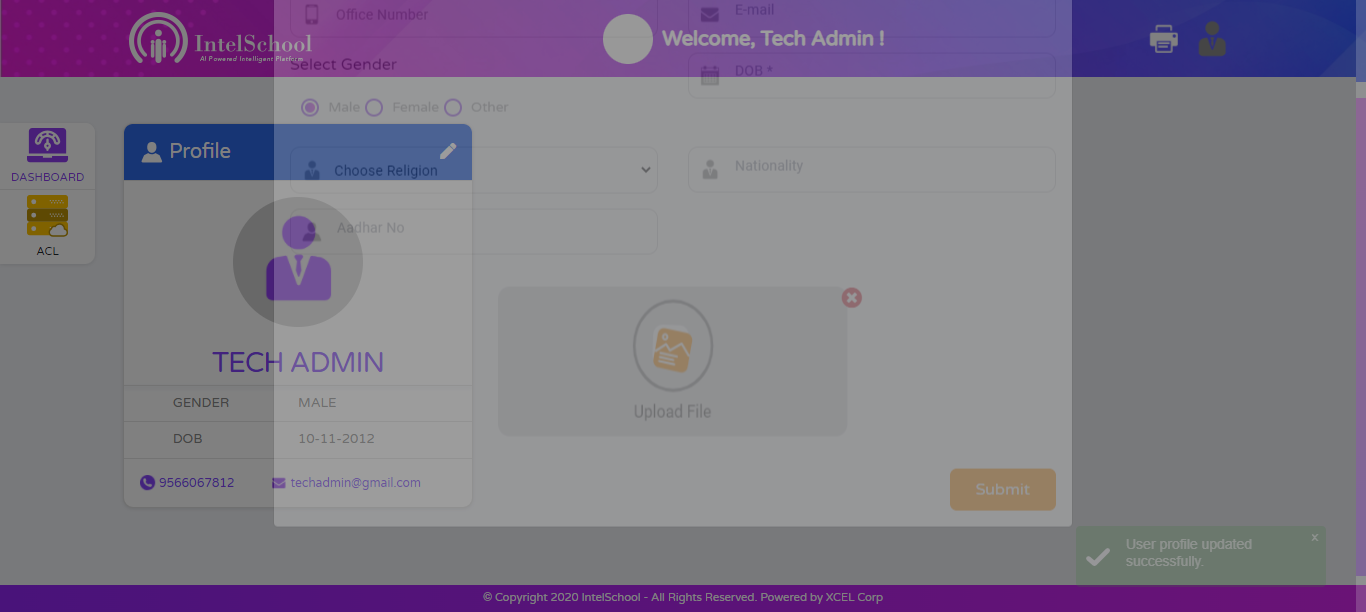 IntelSchool
AI Powered Intelligent Platform
Welcome, Tech Admin !
Office Number
E-mail
Select Gender
DOB *
Male
Female
Other
Choose Religion
Nationality
Aadhar No
Upload File
Submit
DASHBOARD
ACL
Profile
TECH ADMIN
GENDER MALE
DOB 10-11-2012
9566067812 techadmin@gmail.com
User profile updated
successfully.
x
© Copyright 2020 IntelSchool - All Rights Reserved. Powered by XCEL Corp